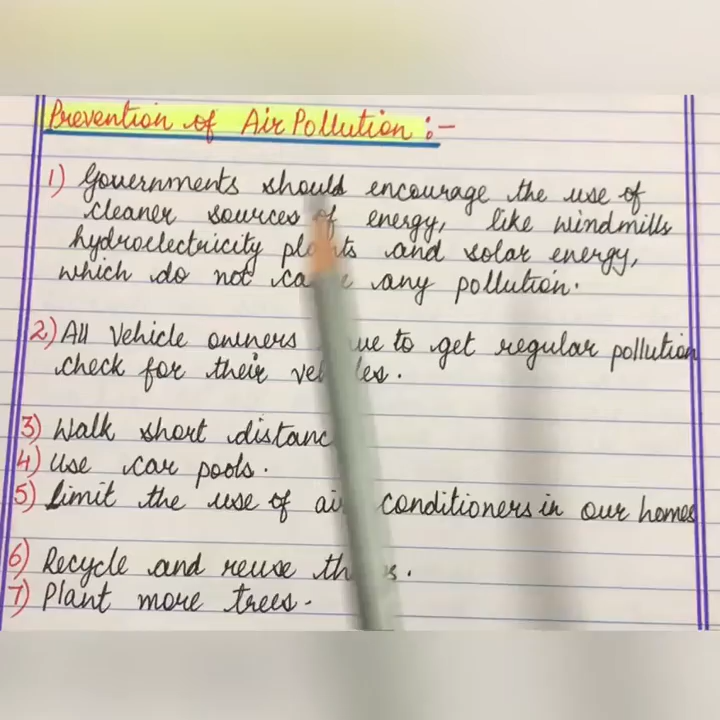 Prevention of Air Pollution :-
1) Governments should encourage the use of
cleaner sources of energy, like windmills
hydroelectricity plants and solar energy,
which do not any pollution.
2) All vehicle owners to get regular pollution
check for their vehicles.
3) Walk short
4) Use car pools.
5) Limit the use of air conditioners in our homes
6) Recycle and reuse
7) Plant more trees.